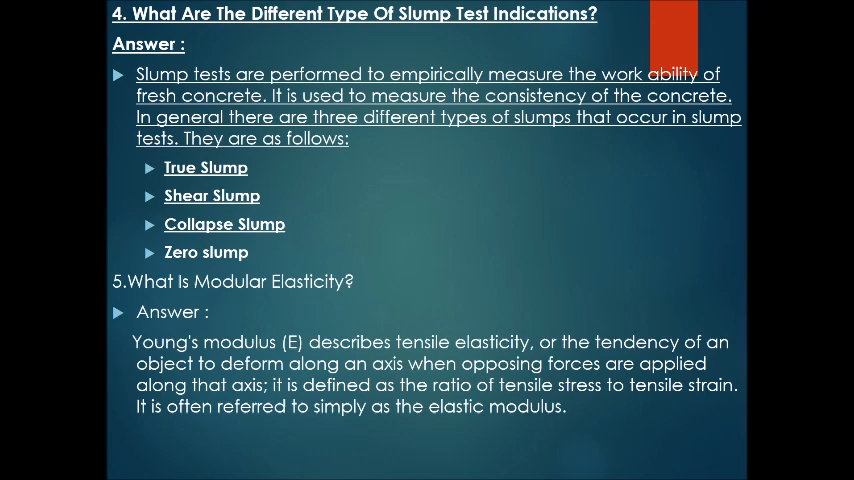 4. What Are The Different Type Of Slump Test Indications?
Answer :
Slump tests are performed to empirically measure the work ability of
fresh concrete. It is used to measure the consistency of the concrete.
In general there are three different types of slumps that occur in slump
tests. They are as follows:
True Slump
Shear Slump
Collapse Slump
Zero slump
5.What Is Modular Elasticity?
Answer :
Young's modulus (E) describes tensile elasticity, or the tendency of an
object to deform along an axis when opposing forces are applied
along that axis; it is defined as the ratio of tensile stress to tensile strain.
It is often referred to simply as the elastic modulus.